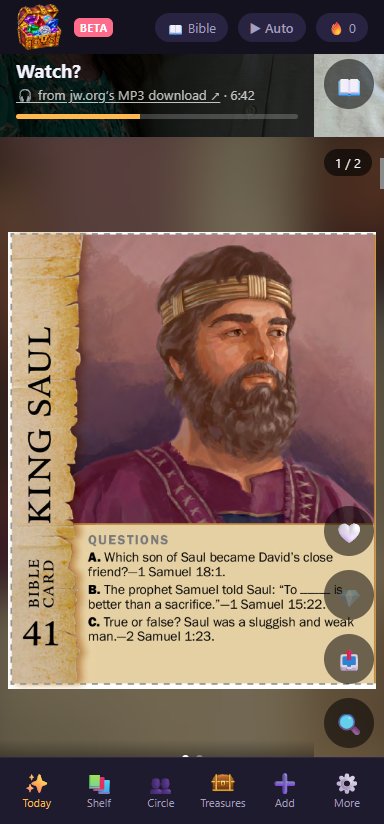 BETA
Bible
Auto
0
Watch?
from jw.org's MP3 download ↗ · 6:42
1 / 2
KING SAUL
BIBLE
CARD
41
QUESTIONS
A. Which son of Saul became David's close
friend?—1 Samuel 18:1.
B. The prophet Samuel told Saul: “To _____ is
better than a sacrifice.”—1 Samuel 15:22.
C. True or false? Saul was a sluggish and weak
man.—2 Samuel 1:23.
Today
Shelf
Circle
Treasures
Add
More